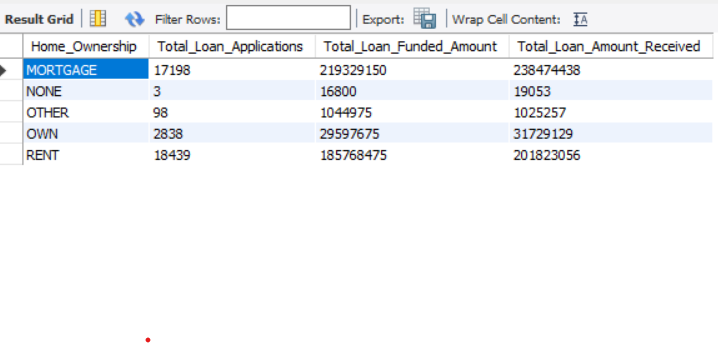 Result Grid Filter Rows: Export: Wrap Cell Content: IA
Home_Ownership Total_Loan_Applications Total_Loan_Funded_Amount Total_Loan_Amount_Received
MORTGAGE 17198 219329150 238474438
NONE 3 16800 19053
OTHER 98 1044975 1025257
OWN 2838 29597675 31729129
RENT 18439 185768475 201823056